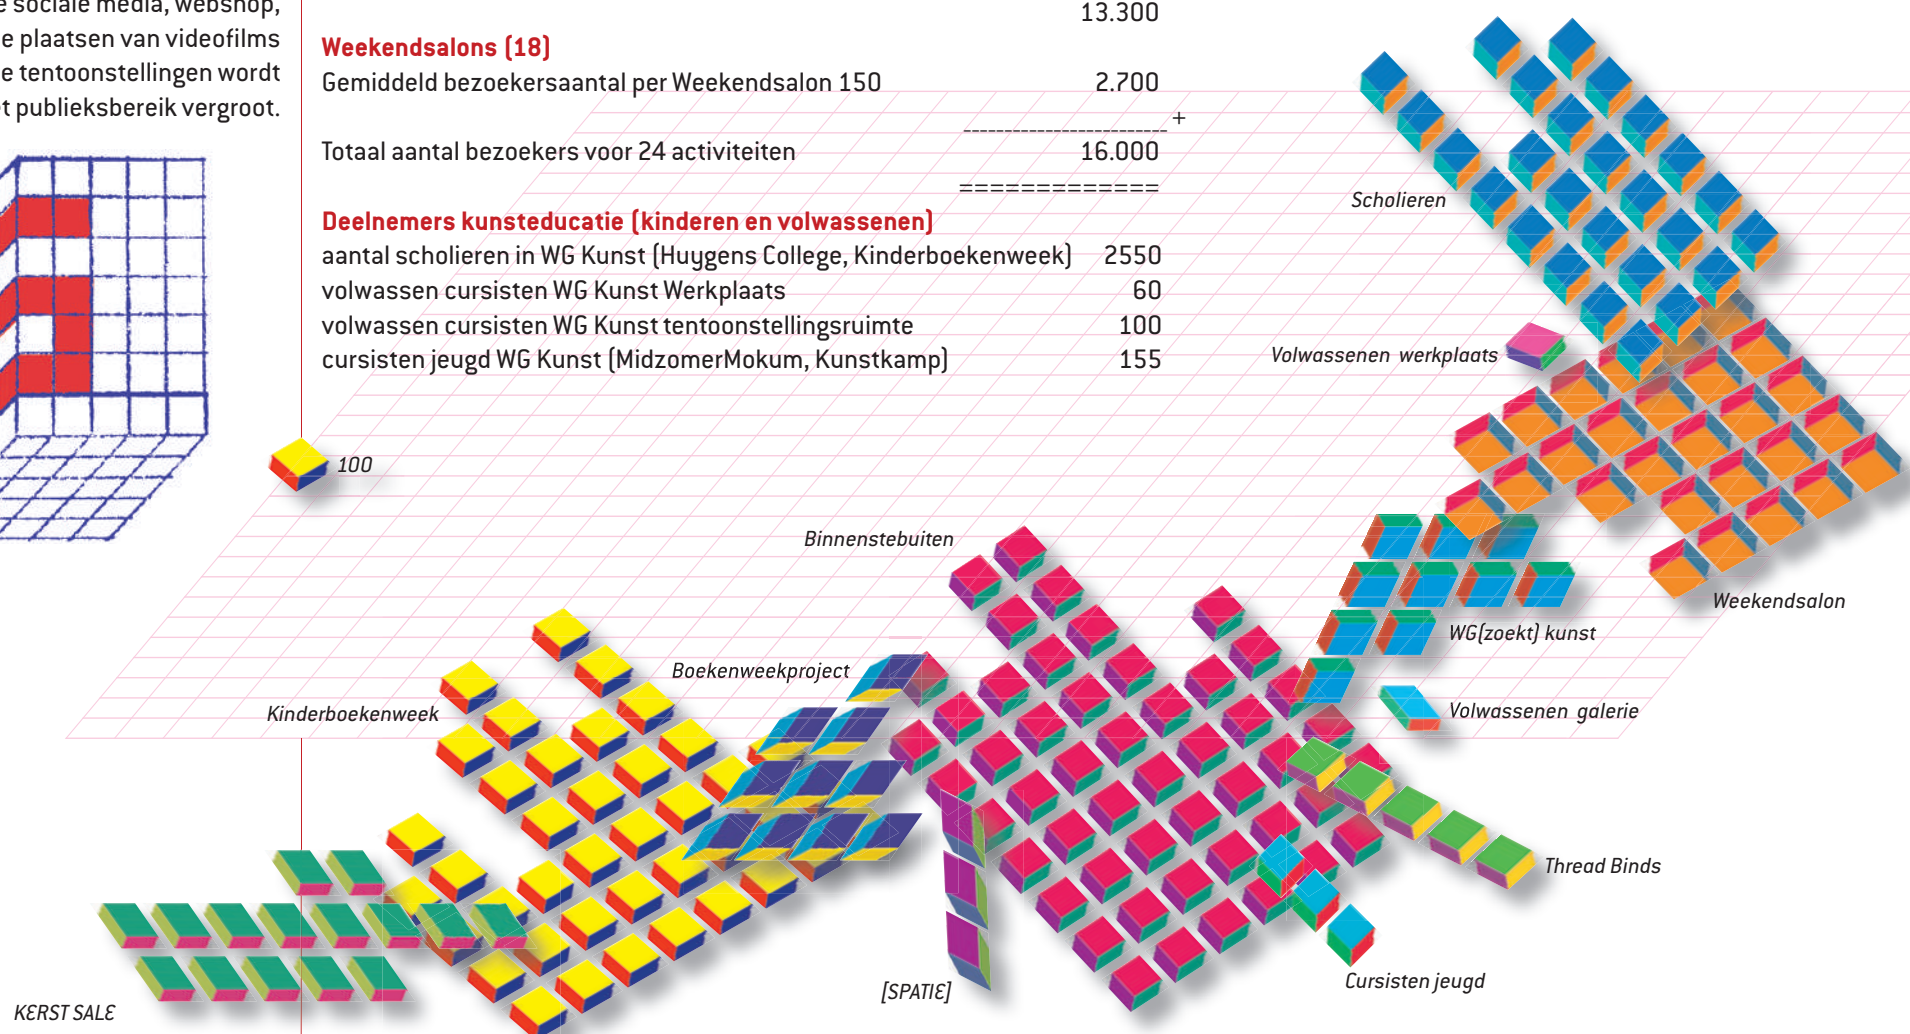 e sociale media, webshop,
e plaatsen van videofilms
e tentoonstellingen wordt
t publieksbereik vergroot.
13.300
Weekendsalons (18)
Gemiddeld bezoekersaantal per Weekendsalon 150 2.700
+
Totaal aantal bezoekers voor 24 activiteiten 16.000
=============
Deelnemers kunsteducatie (kinderen en volwassenen)
aantal scholieren in WG Kunst (Huygens College, Kinderboekenweek) 2550
volwassen cursisten WG Kunst Werkplaats 60
volwassen cursisten WG Kunst tentoonstellingsruimte 100
cursisten jeugd WG Kunst (MidzomerMokum, Kunstkamp) 155
Scholieren
Volwassenen werkplaats
100
Binnenstebuiten
Weekendsalon
WG(zoekt) kunst
Boekenweekproject
Kinderboekenweek
Volwassenen galerie
Thread Binds
Cursisten jeugd
[SPATIE]
KERST SALE